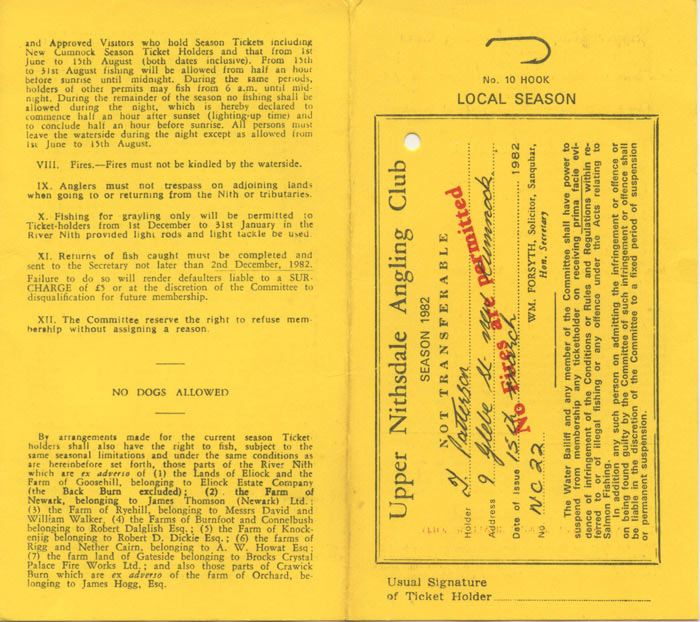 and Approved Visitors who hold Season Tickets including
New Cumnock Season Ticket Holders and that from 1st
June to 15th August (both dates inclusive). From 15th
to 31st August fishing will be allowed from half an hour
before sunrise until midnight. During the same periods,
holders of other permits may fish from 6 a.m. until mid-
night. During the remainder of the season no fishing shall be
allowed during the night, which is hereby declared to
commence half an hour after sunset (lighting-up time) and
to conclude half an hour before sunrise. All persons must
leave the waterside during the night except as allowed from
1st June to 15th August.
VIII. Fires.—Fires must not be kindled by the waterside.
IX. Anglers must not trespass on adjoining lands
when going to or returning from the Nith or tributaries.
X. Fishing for grayling only will be permitted to
Ticket-holders from 1st December to 31st January in the
River Nith provided light rods and light tackle be used.
XI. Returns of fish caught must be completed and
sent to the Secretary not later than 2nd December, 1982.
Failure to do so will render defaulters liable to a SUR-
CHARGE of £5 or at the discretion of the Committee to
disqualification for future membership.
XII. The Committee reserve the right to refuse mem-
bership without assigning a reason.
NO DOGS ALLOWED
By arrangements made for the current season Ticket-
holders shall also have the right to fish, subject to the
same seasonal limitations and under the same conditions as
are hereinbefore set forth, those parts of the River Nith
which are ex adverso of (1) the Lands of Eliock and the
Farm of Goosehill, belonging to Eliock Estate Company
(the Back Burn excluded); (2) . the Farm of
Newark, belonging to James Thomson (Newark) Ltd.:
(3) the Farm of Ryehill, belonging to Messrs David and
William Walker, (4) the Farms of Burnfoot and Connelbush
belonging to Robert Dalglish Esq.; (5) the Farm of Knock-
enjig belonging to Robert D. Dickie Esq.; (6) the farms of
Rigg and Nether Cairn, belonging to A. W. Howat Esq;
(7) the farm land of Gateside belonging to Brocks Crystal
Palace Fire Works Ltd.; and also those parts of Crawick
Burn which are ex adverso of the farm of Orchard, be-
longing to James Hogg, Esq.
No. 10 HOOK
LOCAL SEASON
Upper Nithsdale Angling Club
SEASON 1982
NOT TRANSFERABLE
No Fires are permitted
Holder T Patterson
Address 9 Glebe St New Cumnock
Date of Issue 15th March 1982
No NC 22
WM. FORSYTH, Solicitor, Sanquhar,
Hon. Secretary
The Water Bailiff and any member of the Committee shall have power to
suspend from membership any ticketholder on receiving prima facie evi-
dence of infringement of the Conditions or Rules and Regulations within re-
ferred to or of illegal fishing or any offence under the Acts relating to
Salmon Fishing.
In addition any such person on admitting the infringement or offence or
on being found guilty by the Committee of such infringement or offence shall
be liable in the discretion of the Committee to a fixed period of suspension
or permanent suspension.
Usual Signature
of Ticket Holder